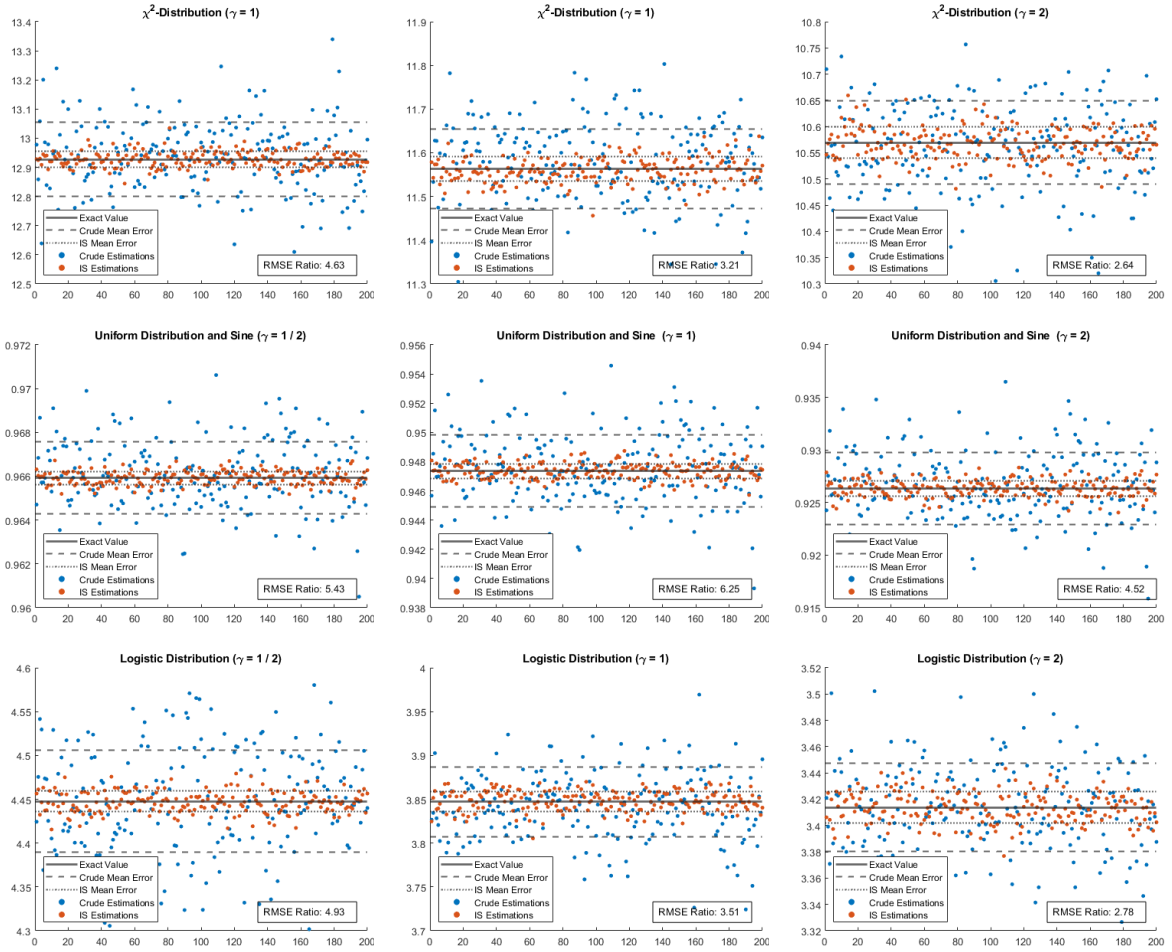 χ²-Distribution (γ = 1)
13.4
13.3
13.2
13.1
13
12.9
12.8
12.7
12.6
12.5
Exact Value
Crude Mean Error
IS Mean Error
Crude Estimations
IS Estimations
RMSE Ratio: 4.63
0 20 40 60 80 100 120 140 160 180 200
χ²-Distribution (γ = 1)
11.9
11.8
11.7
11.6
11.5
11.4
11.3
Exact Value
Crude Mean Error
IS Mean Error
Crude Estimations
IS Estimations
RMSE Ratio: 3.21
0 20 40 60 80 100 120 140 160 180 200
χ²-Distribution (γ = 2)
10.8
10.75
10.7
10.65
10.6
10.55
10.5
10.45
10.4
10.35
10.3
Exact Value
Crude Mean Error
IS Mean Error
Crude Estimations
IS Estimations
RMSE Ratio: 2.64
0 20 40 60 80 100 120 140 160 180 200
Uniform Distribution and Sine (γ = 1 / 2)
0.972
0.97
0.968
0.966
0.964
0.962
0.96
Exact Value
Crude Mean Error
IS Mean Error
Crude Estimations
IS Estimations
RMSE Ratio: 5.43
0 20 40 60 80 100 120 140 160 180 200
Uniform Distribution and Sine (γ = 1)
0.956
0.954
0.952
0.95
0.948
0.946
0.944
0.942
0.94
0.938
Exact Value
Crude Mean Error
IS Mean Error
Crude Estimations
IS Estimations
RMSE Ratio: 6.25
0 20 40 60 80 100 120 140 160 180 200
Uniform Distribution and Sine (γ = 2)
0.94
0.935
0.93
0.925
0.92
0.915
Exact Value
Crude Mean Error
IS Mean Error
Crude Estimations
IS Estimations
RMSE Ratio: 4.52
0 20 40 60 80 100 120 140 160 180 200
Logistic Distribution (γ = 1 / 2)
4.6
4.55
4.5
4.45
4.4
4.35
4.3
Exact Value
Crude Mean Error
IS Mean Error
Crude Estimations
IS Estimations
RMSE Ratio: 4.93
0 20 40 60 80 100 120 140 160 180 200
Logistic Distribution (γ = 1)
4
3.95
3.9
3.85
3.8
3.75
3.7
Exact Value
Crude Mean Error
IS Mean Error
Crude Estimations
IS Estimations
RMSE Ratio: 3.51
0 20 40 60 80 100 120 140 160 180 200
Logistic Distribution (γ = 2)
3.52
3.5
3.48
3.46
3.44
3.42
3.4
3.38
3.36
3.34
3.32
Exact Value
Crude Mean Error
IS Mean Error
Crude Estimations
IS Estimations
RMSE Ratio: 2.78
0 20 40 60 80 100 120 140 160 180 200